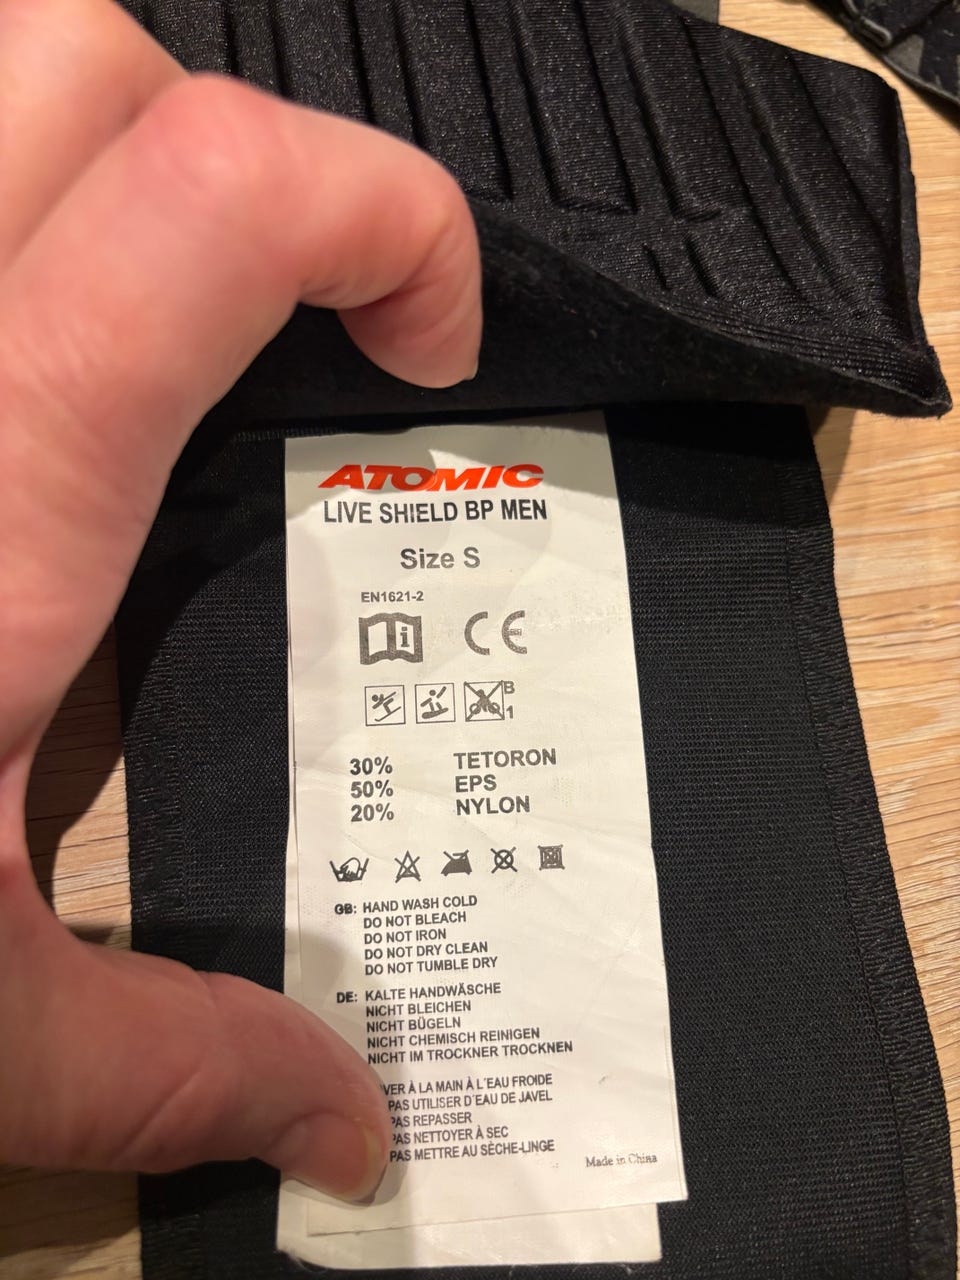 ATOMIC
LIVE SHIELD BP MEN
Size S
EN1621-2
i
CE
B
1
30% TETORON
50% EPS
20% NYLON
GB: HAND WASH COLD
DO NOT BLEACH
DO NOT IRON
DO NOT DRY CLEAN
DO NOT TUMBLE DRY
DE: KALTE HANDWÄSCHE
NICHT BLEICHEN
NICHT BÜGELN
NICHT CHEMISCH REINIGEN
NICHT IM TROCKNER TROCKNEN
VER À LA MAIN À L´EAU FROIDE
PAS UTILISER D'EAU DE JAVEL
PAS REPASSER
PAS NETTOYER À SEC
PAS METTRE AU SÈCHE-LINGE
Made in China